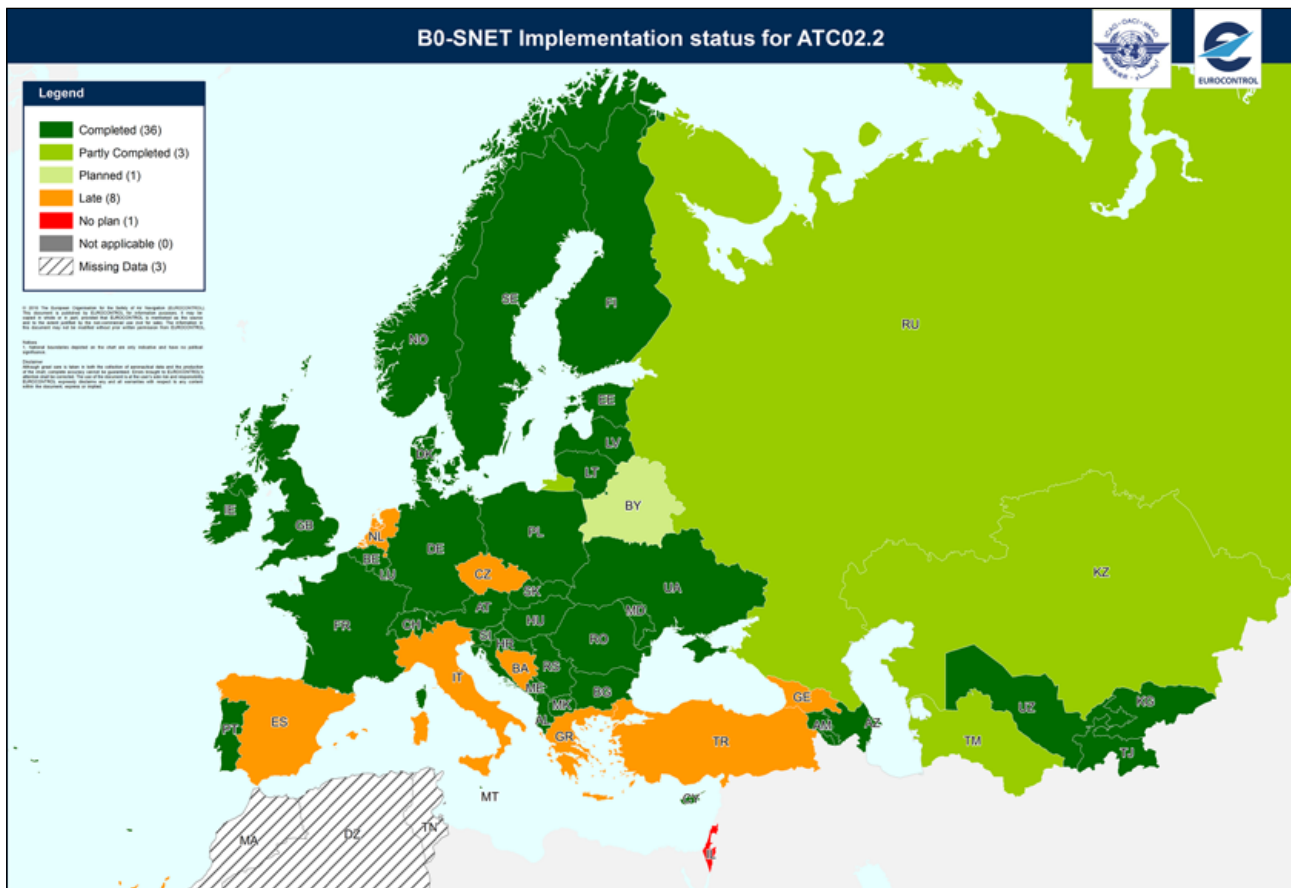 B0-SNET Implementation status for ATC02.2
EUROCONTROL
Legend
Completed (36)
Partly Completed (3)
Planned (1)
Late (8)
No plan (1)
Not applicable (0)
Missing Data (3)
SE
FI
NO
RU
EE
LV
DK
LT
IE
GB
BY
NL
PL
BE
DE
LU
CZ
KZ
SK
UA
AT
MD
FR
CH
HU
SI
RO
HR
BA
RS
IT
ME
BG
GE
KG
MK
UZ
PT
ES
AL
AM
AZ
GR
TR
TM
TJ
MT
CY
MA
DZ
TN
IL